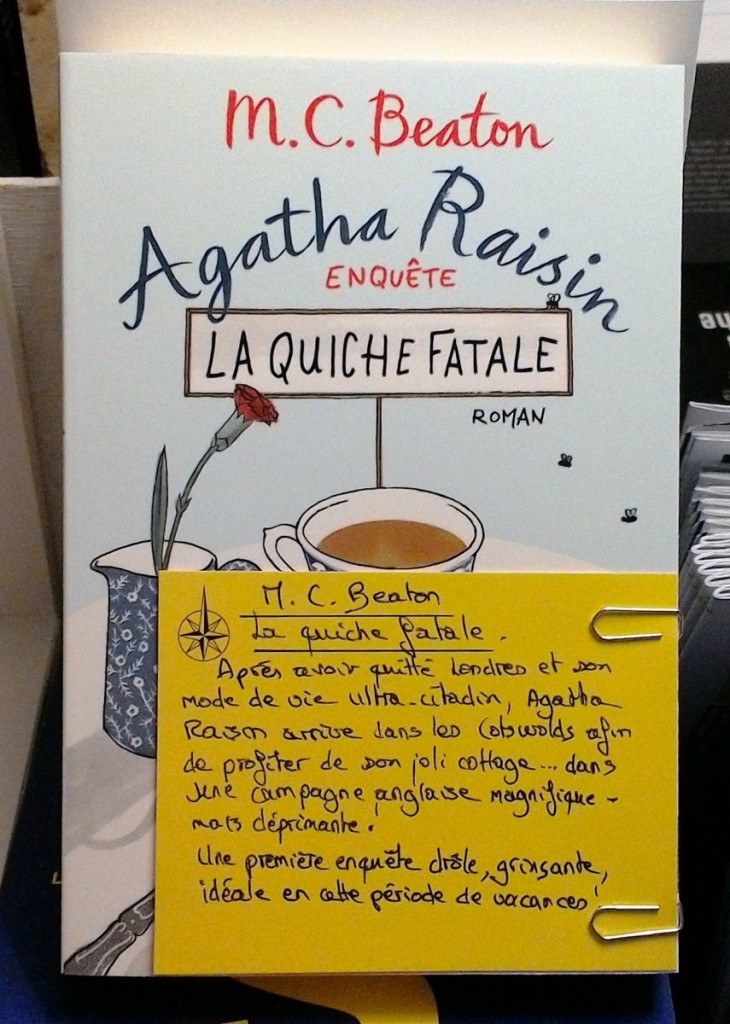 M.C. Beaton
Agatha Raisin
ENQUÊTE
LA QUICHE FATALE
ROMAN
M. C. Beaton
La quiche fatale.
Après avoir quitté Londres et son
mode de vie ultra-citadin, Agatha
Raisin arrive dans les Cotswolds afin
de profiter de son joli cottage... dans
une campagne anglaise magnifique -
mais déprimante.
Une première enquête drôle, grinçante,
idéale en cette période de vacances!